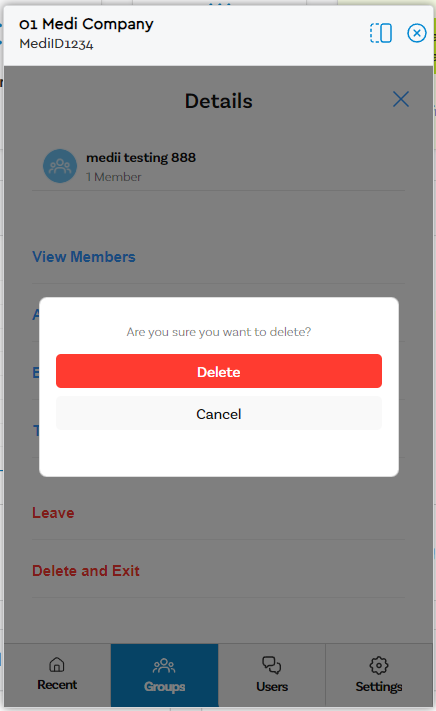 01 Medi Company
MediID1234
Details
medii testing 888
1 Member
View Members
Are you sure you want to delete?
Delete
Cancel
Leave
Delete and Exit
Recent
Groups
Users
Settings